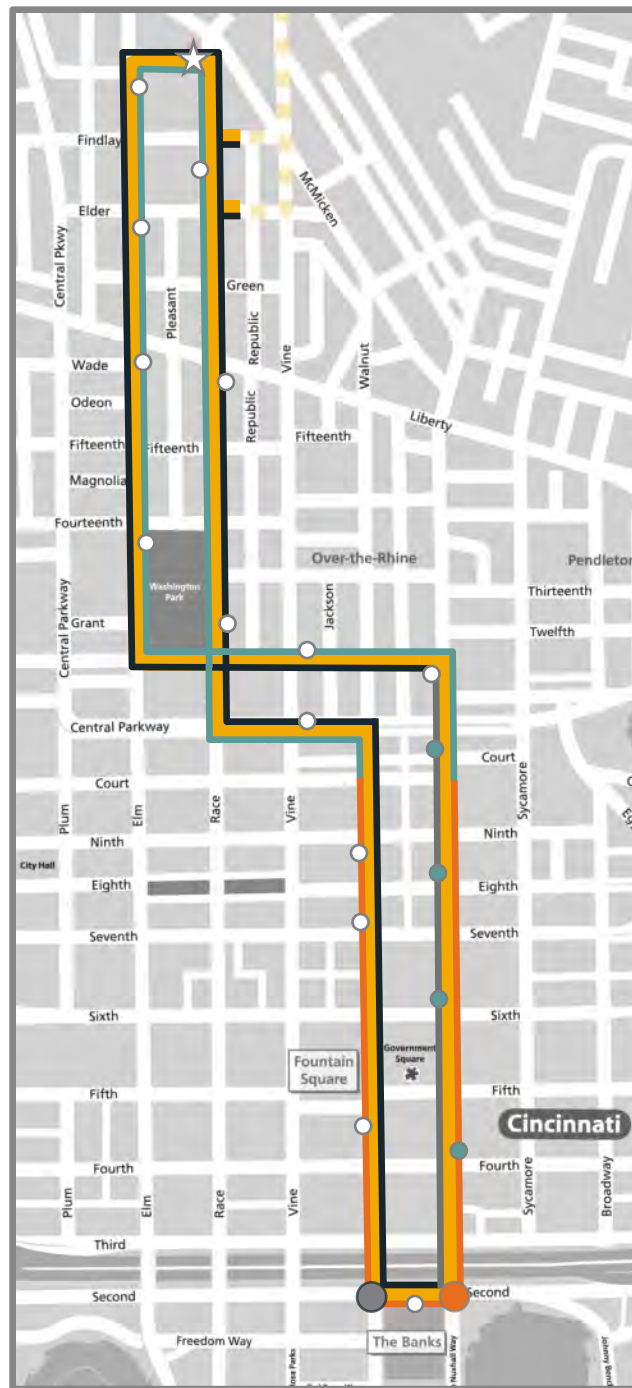 Findlay
McMicken
Elder
Central Pkwy
Pleasant
Green
Republic
Vine
Walnut
Wade
Odeon
Republic
Liberty
Fifteenth
Fifteenth
Fifteenth
Magnolia
Fourteenth
Over-the-Rhine
Pendleton
Washington
Park
Jackson
Thirteenth
Central Parkway
Grant
Twelfth
Central Parkway
Court
Court
Sycamore
Plum
Elm
Race
Vine
Ninth
Ninth
City Hall
Eighth
Eighth
Seventh
Seventh
Sixth
Sixth
Government
Square
Fountain
Square
Fifth
Fifth
Cincinnati
Fourth
Fourth
Plum
Elm
Race
Vine
Sycamore
Broadway
Third
Second
Second
Freedom Way
The Banks